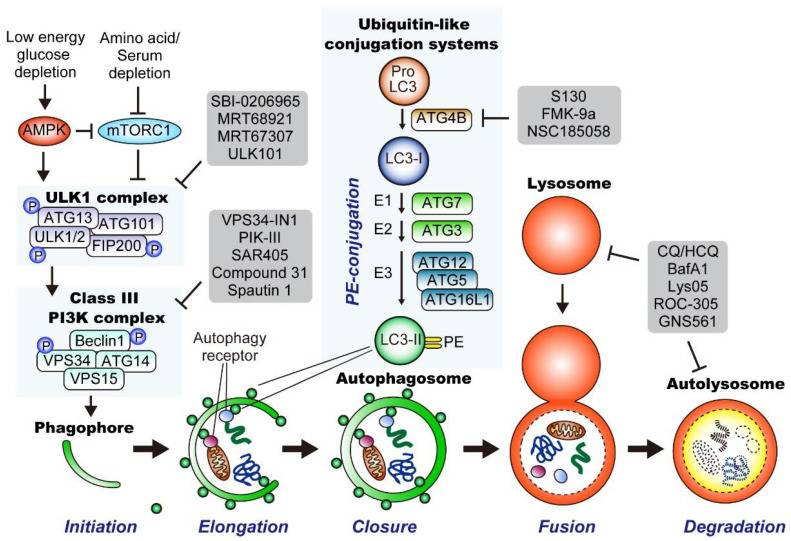 Low energy
glucose
depletion
Amino acid/
Serum
depletion
AMPK
mTORC1
SBI-0206965
MRT68921
MRT67307
ULK101
ULK1 complex
P
ATG13
ATG101
ULK1/2
FIP200
P
P
VPS34-IN1
PIK-III
SAR405
Compound 31
Spautin 1
Class III
PI3K complex
P
Beclin1
P
VPS34
ATG14
VPS15
Phagophore
Autophagy
receptor
Ubiquitin-like
conjugation systems
Pro
LC3
ATG4B
S130
FMK-9a
NSC185058
LC3-I
PE-conjugation
E1
ATG7
E2
ATG3
E3
ATG12
ATG5
ATG16L1
LC3-II
PE
Autophagosome
Lysosome
CQ/HCQ
BafA1
Lys05
ROC-305
GNS561
Autolysosome
Initiation
Elongation
Closure
Fusion
Degradation